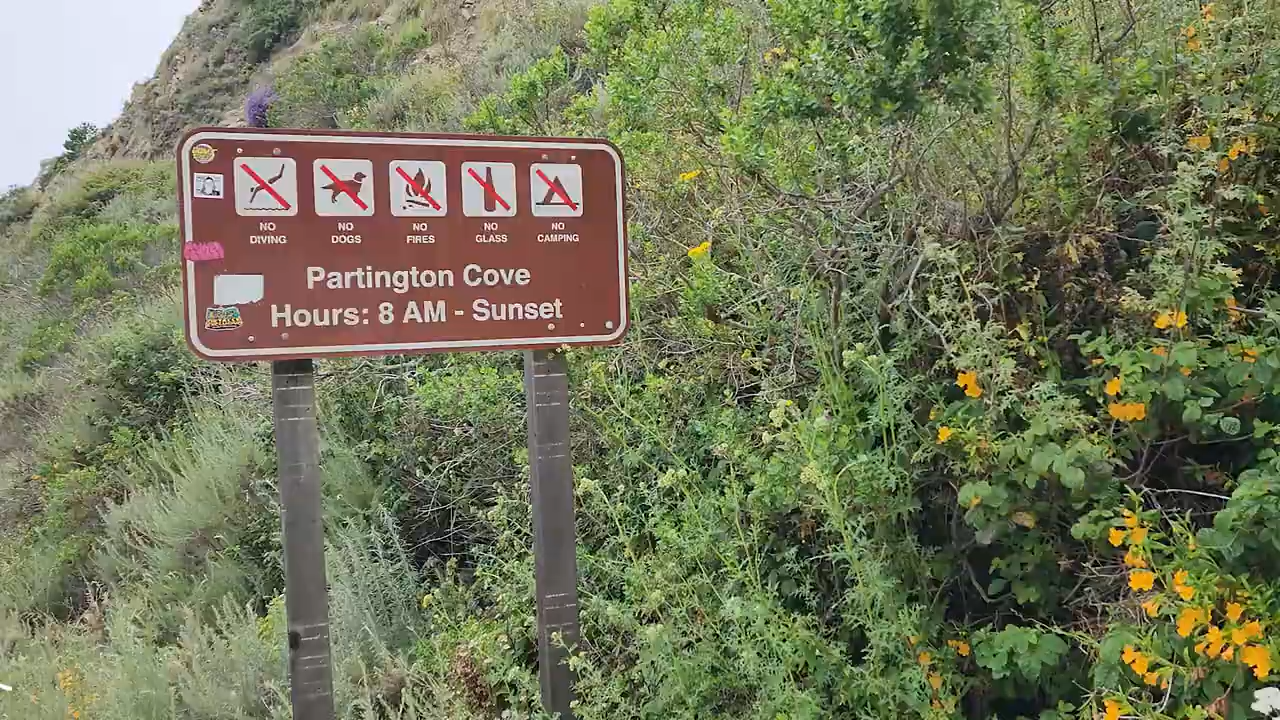 NO DIVING
NO DOGS
NO FIRES
NO GLASS
NO CAMPING
Partington Cove
Hours: 8 AM - Sunset